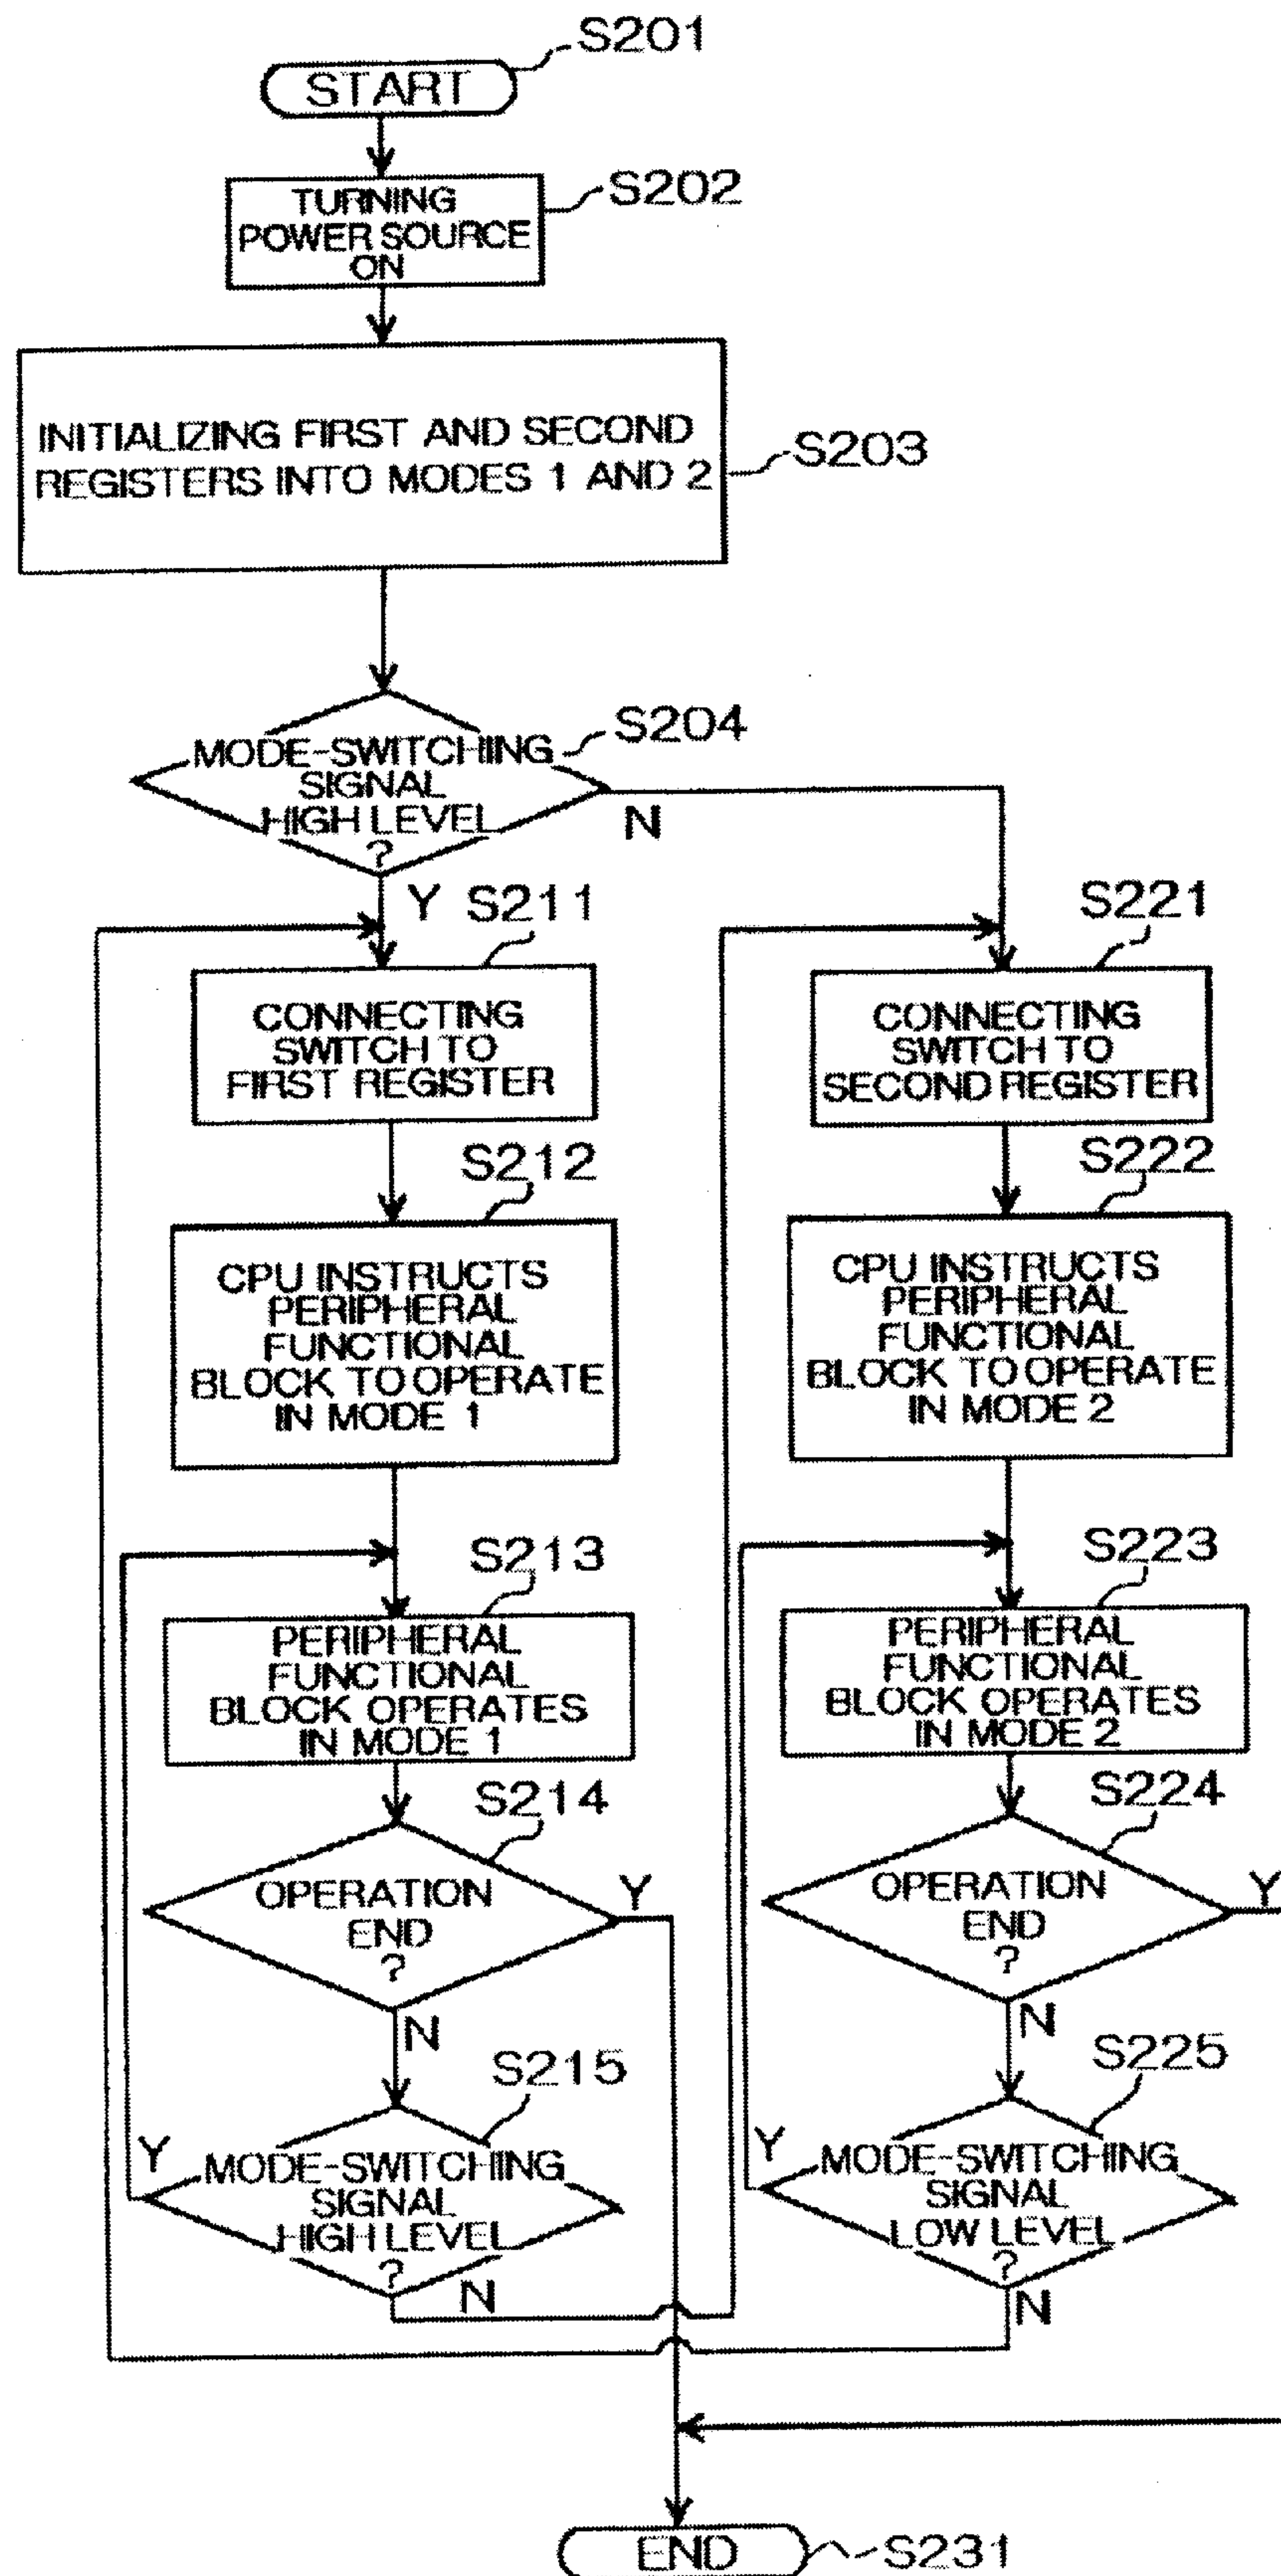 S201
START
S202
TURNING
POWER SOURCE
ON
INITIALIZING FIRST AND SECOND
REGISTERS INTO MODES 1 AND 2
S203
S204
MODE-SWITCHING
SIGNAL
HIGH LEVEL
?
N
Y
S211
CONNECTING
SWITCH TO
FIRST REGISTER
S212
CPU INSTRUCTS
PERIPHERAL
FUNCTIONAL
BLOCK TO OPERATE
IN MODE 1
S213
PERIPHERAL
FUNCTIONAL
BLOCK OPERATES
IN MODE 1
S214
OPERATION
END
?
Y
N
S215
Y
MODE-SWITCHING
SIGNAL
HIGH LEVEL
?
N
S221
CONNECTING
SWITCH TO
SECOND REGISTER
S222
CPU INSTRUCTS
PERIPHERAL
FUNCTIONAL
BLOCK TO OPERATE
IN MODE 2
S223
PERIPHERAL
FUNCTIONAL
BLOCK OPERATES
IN MODE 2
S224
OPERATION
END
?
Y
N
S225
Y
MODE-SWITCHING
SIGNAL
LOW LEVEL
?
N
END
S231